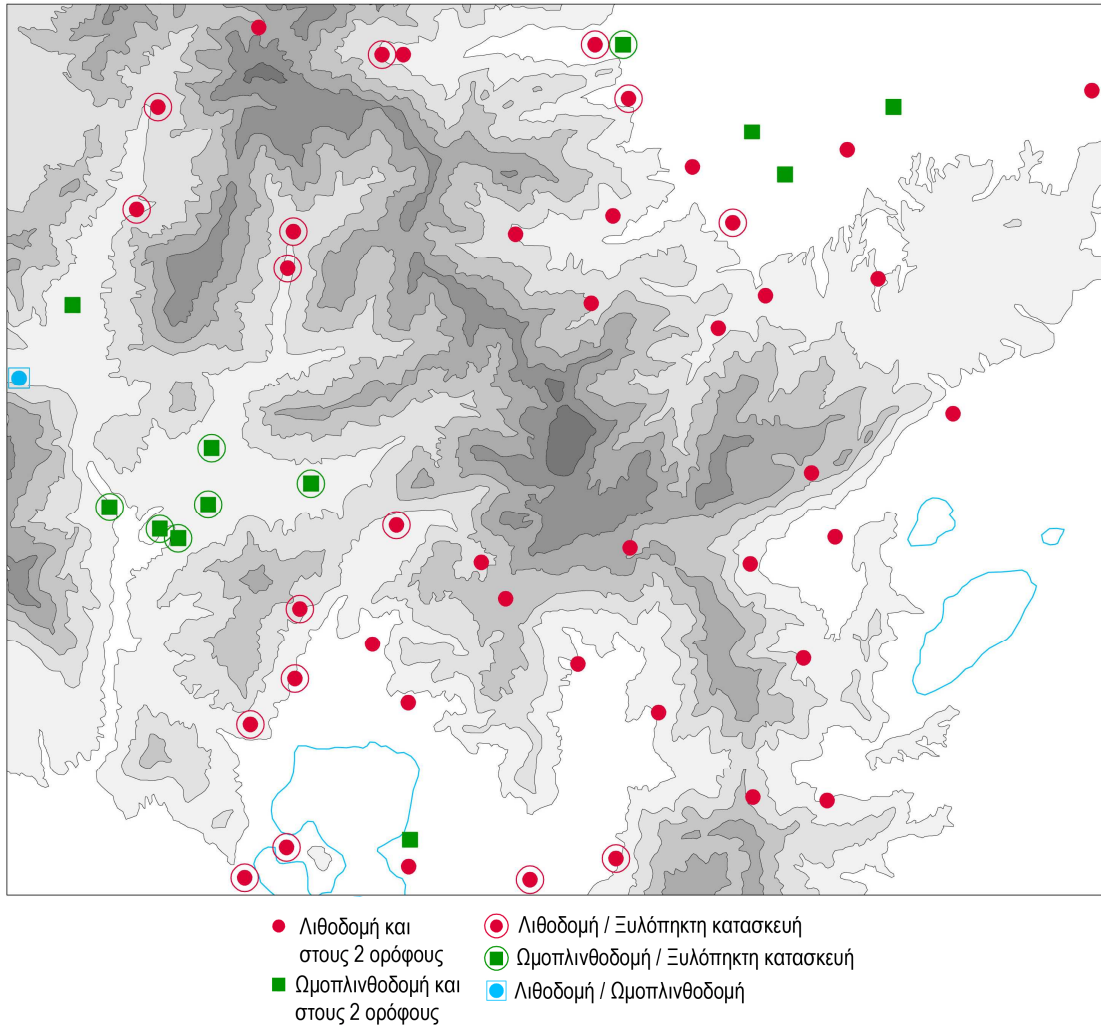 Λιθοδομή και
στους 2 ορόφους
Ωμοπλινθοδομή και
στους 2 ορόφους
Λιθοδομή / Ξυλόπηκτη κατασκευή
Ωμοπλινθοδομή / Ξυλόπηκτη κατασκευή
Λιθοδομή / Ωμοπλινθοδομή